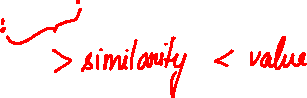 > similarity < value